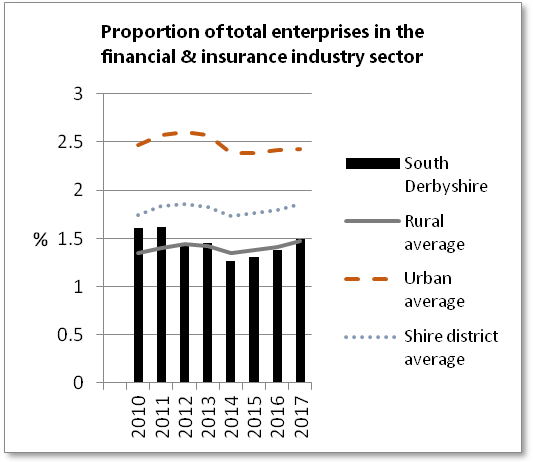 Proportion of total enterprises in the
financial & insurance industry sector
3
2.5
2
1.5
1
0.5
0
%
2010
2011
2012
2013
2014
2015
2016
2017
South
Derbyshire
Rural
average
Urban
average
Shire district
average